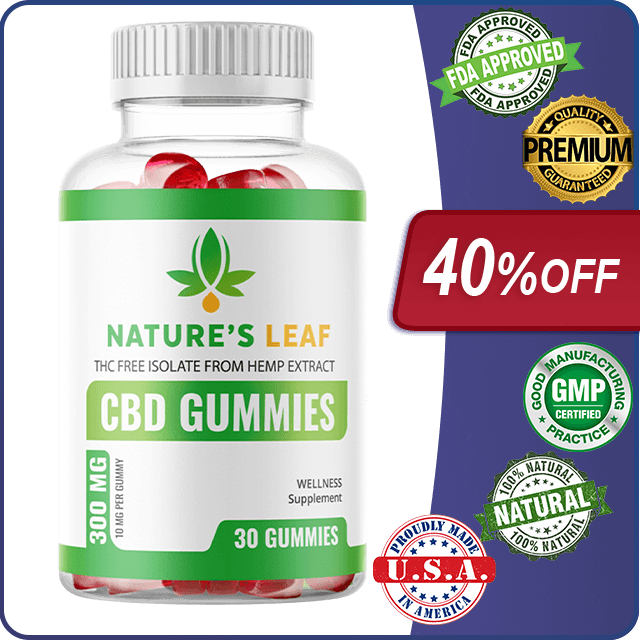 NATURE'S LEAF
THC FREE ISOLATE FROM HEMP EXTRACT
CBD GUMMIES
300 MG
10 MG PER GUMMY
WELLNESS
Supplement
30 GUMMIES
FDA APPROVED
FDA APPROVED
FDA APPROVED
QUALITY
PREMIUM
GUARANTEED
40%OFF
GOOD MANUFACTURING
GMP
CERTIFIED
PRACTICE
100% NATURAL
NATURAL
100% NATURAL
PROUDLY MADE
U.S.A.
IN AMERICA